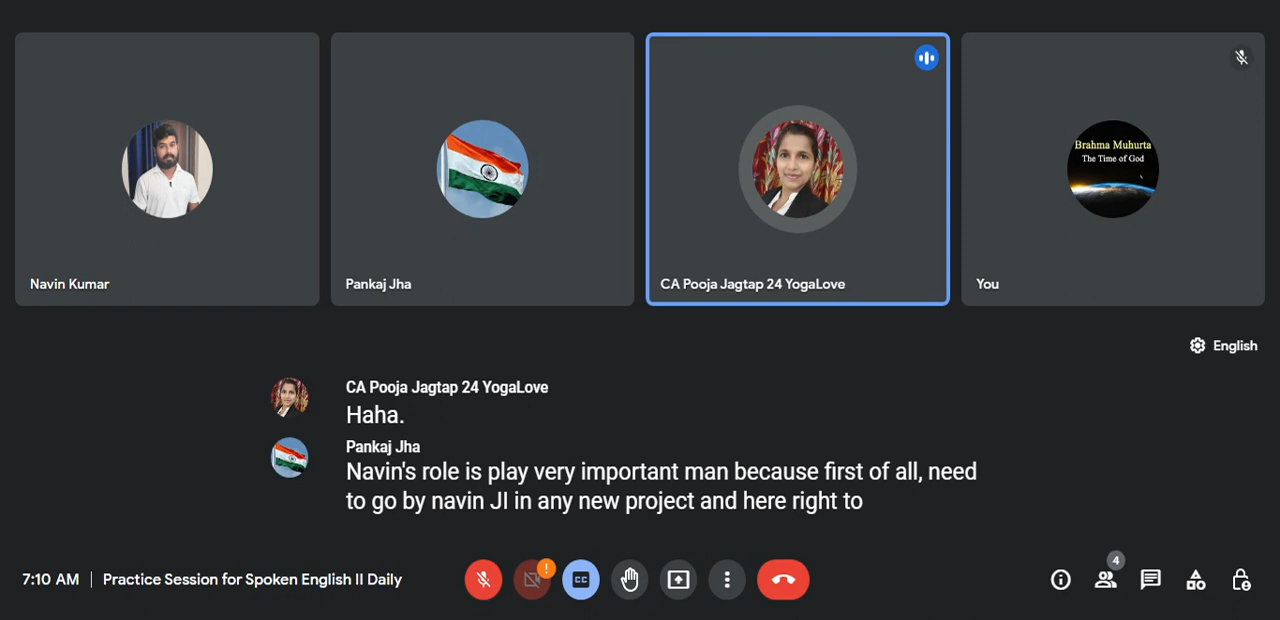 Brahma Muhurta
The Time of God
Navin Kumar
Pankaj Jha
CA Pooja Jagtap 24 YogaLove
You
English
CA Pooja Jagtap 24 YogaLove
Haha.
Pankaj Jha
Navin's role is play very important man because first of all, need
to go by navin JI in any new project and here right to
4
7:10 AM | Practice Session for Spoken English II Daily
! CC